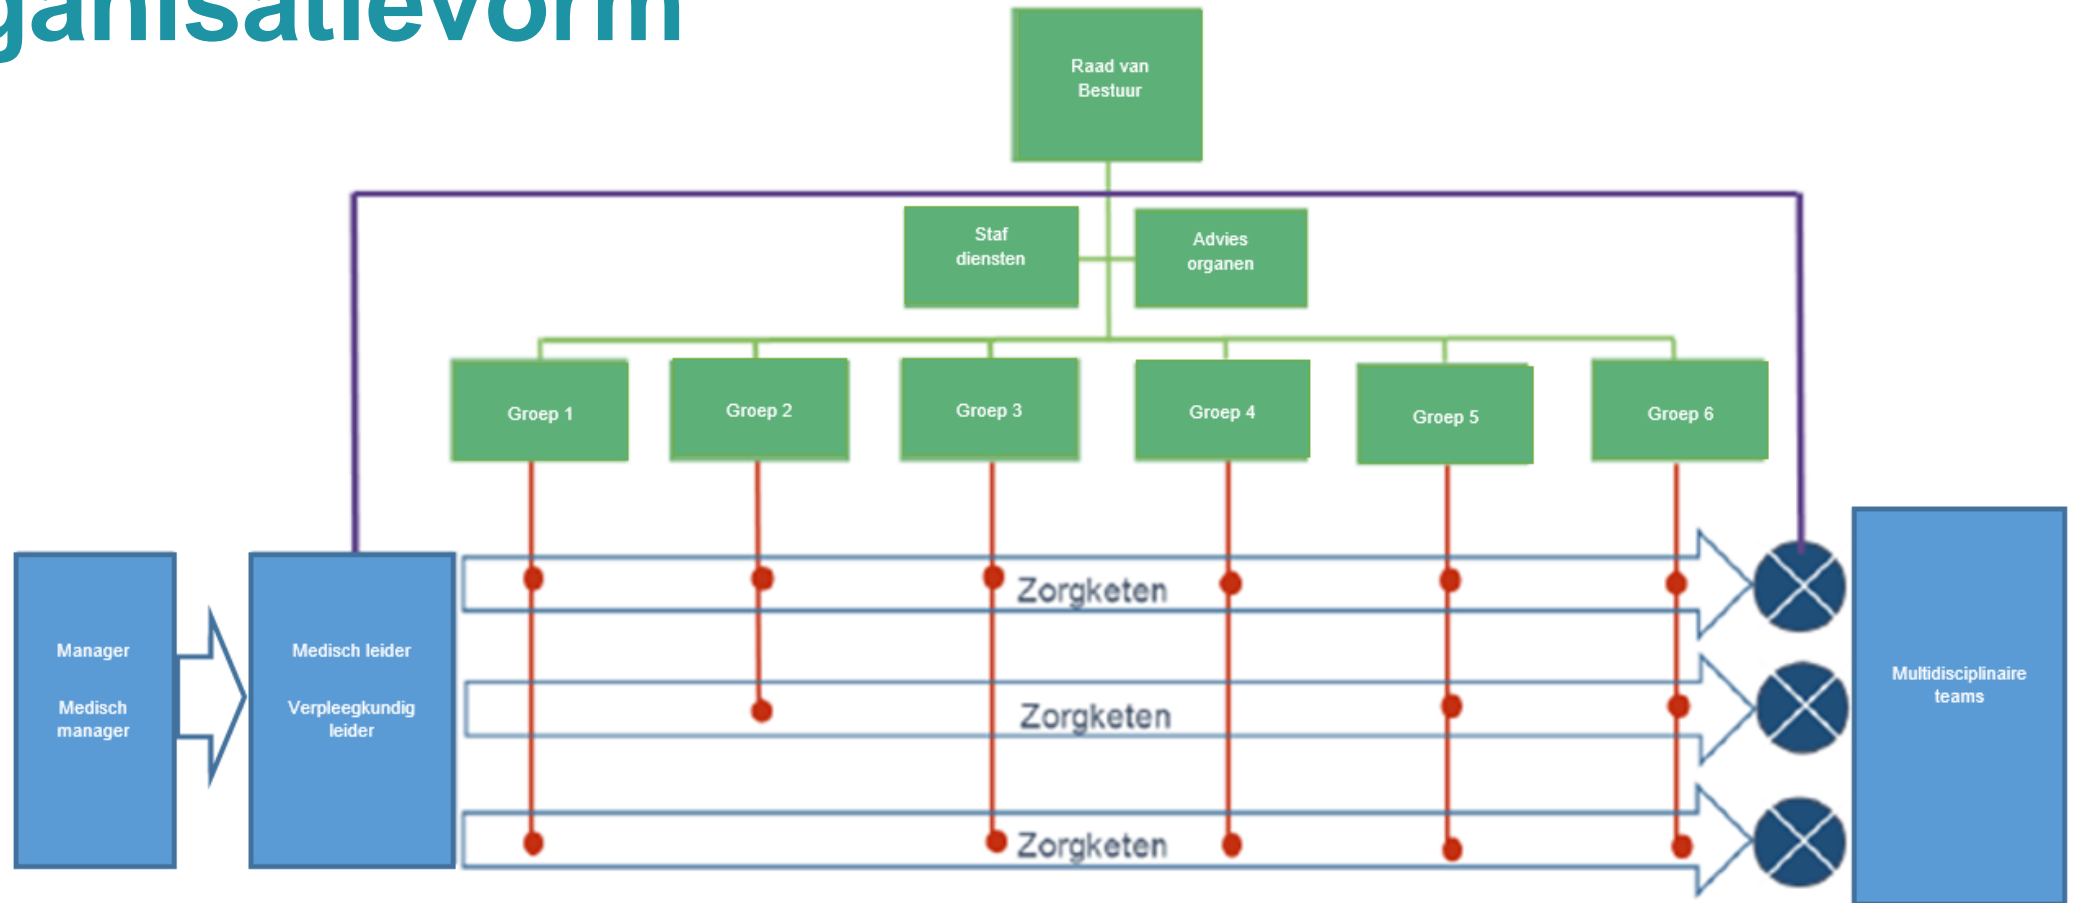 ganisatievorm
Raad van
Bestuur
Staf
diensten
Advies
organen
Groep 1
Groep 2
Groep 3
Groep 4
Groep 5
Groep 6
Manager
Medisch
manager
Medisch leider
Verpleegkundig
leider
Zorgketen
Zorgketen
Zorgketen
Multidisciplinaire
teams